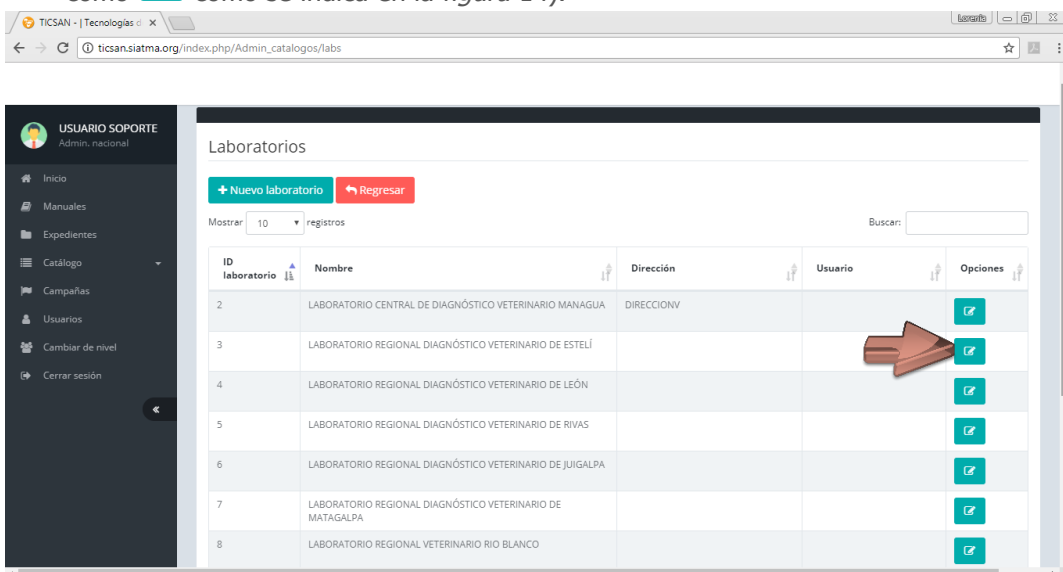 como como se indica en la figura 14).
TICSAN - | Tecnologías d
Lorenia
ticsan.siatma.org/index.php/Admin_catalogos/labs
USUARIO SOPORTE
Admin. nacional
Inicio
Manuales
Expedientes
Catálogo
Campañas
Usuarios
Cambiar de nivel
Cerrar sesión
Laboratorios
+ Nuevo laboratorio Regresar
Mostrar 10 registros Buscar:
ID laboratorio Nombre Dirección Usuario Opciones
2 LABORATORIO CENTRAL DE DIAGNÓSTICO VETERINARIO MANAGUA DIRECCIONV
3 LABORATORIO REGIONAL DIAGNÓSTICO VETERINARIO DE ESTELÍ
4 LABORATORIO REGIONAL DIAGNÓSTICO VETERINARIO DE LEÓN
5 LABORATORIO REGIONAL DIAGNÓSTICO VETERINARIO DE RIVAS
6 LABORATORIO REGIONAL DIAGNÓSTICO VETERINARIO DE JUIGALPA
7 LABORATORIO REGIONAL DIAGNÓSTICO VETERINARIO DE
MATAGALPA
8 LABORATORIO REGIONAL VETERINARIO RIO BLANCO